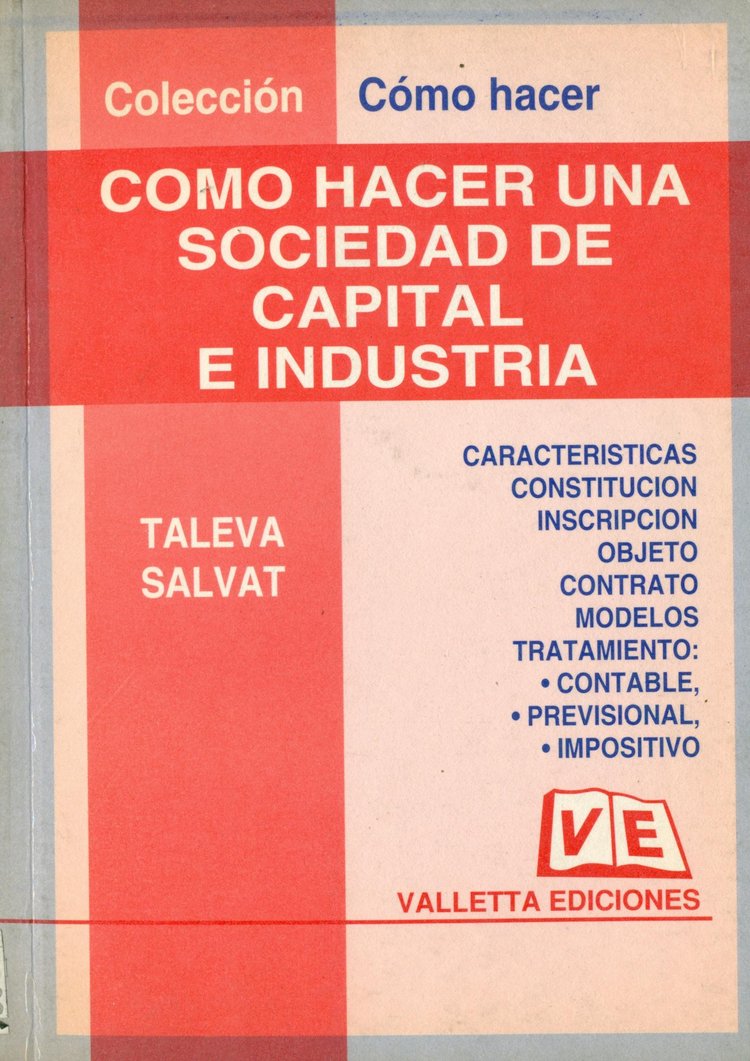 Colección Cómo hacer
COMO HACER UNA
SOCIEDAD DE
CAPITAL
E INDUSTRIA
TALEVA
SALVAT
CARACTERISTICAS
CONSTITUCION
INSCRIPCION
OBJETO
CONTRATO
MODELOS
TRATAMIENTO:
• CONTABLE,
• PREVISIONAL,
• IMPOSITIVO
VE
VALLETTA EDICIONES